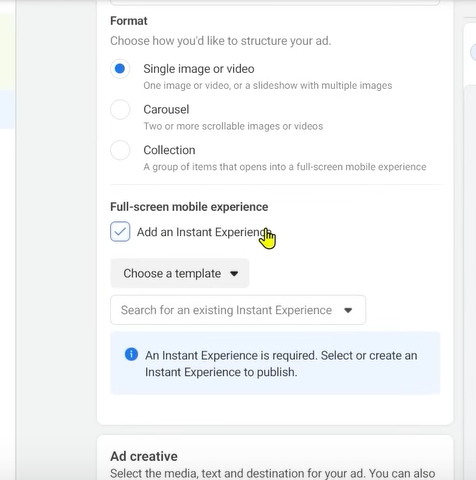 Format
Choose how you'd like to structure your ad.
Single image or video
One image or video, or a slideshow with multiple images
Carousel
Two or more scrollable images or videos
Collection
A group of items that opens into a full-screen mobile experience
Full-screen mobile experience
Add an Instant Experience
Choose a template
Search for an existing Instant Experience
An Instant Experience is required. Select or create an
Instant Experience to publish.
Ad creative
Select the media, text and destination for your ad. You can also